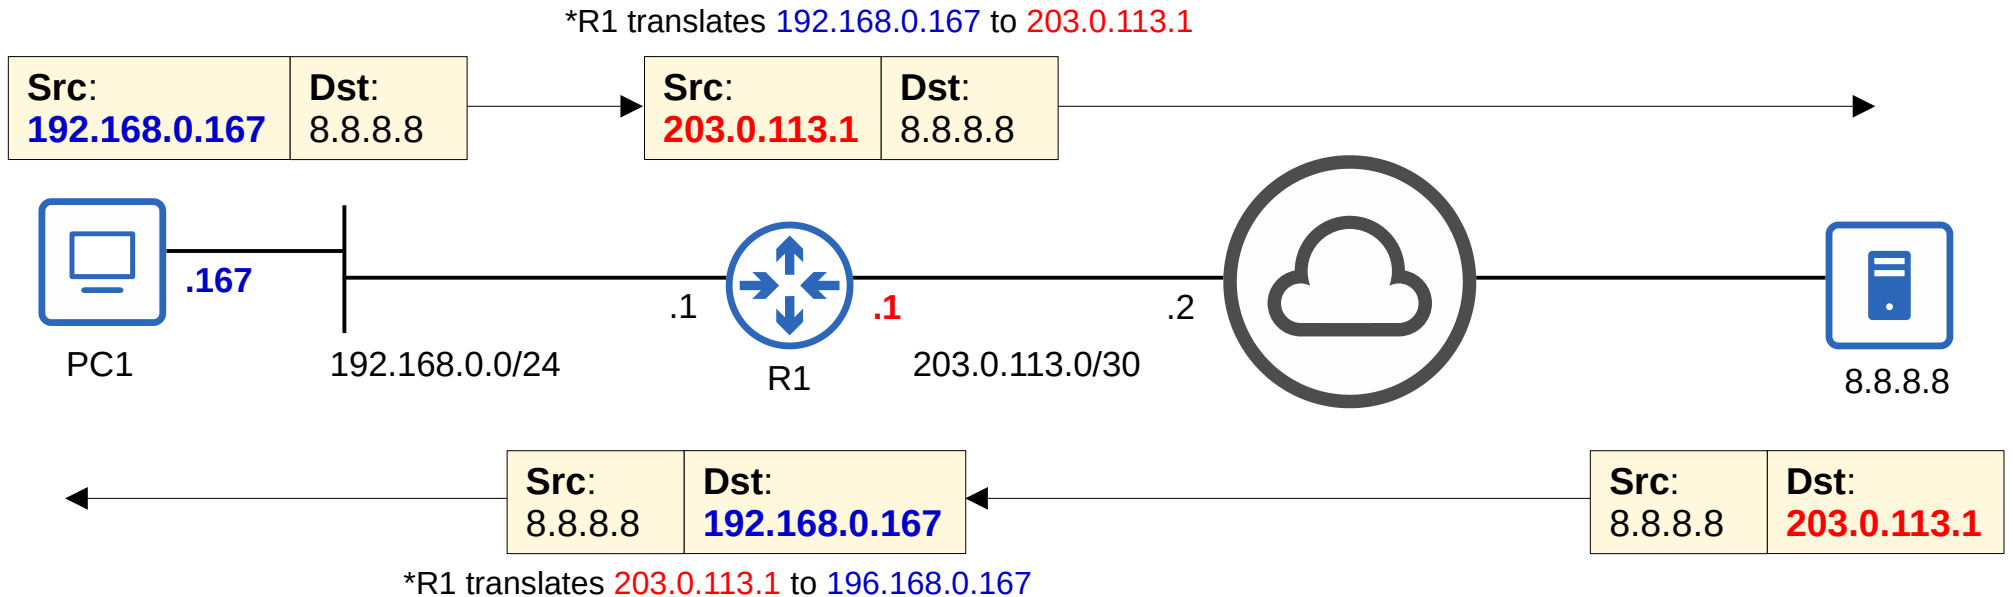 *R1 translates 192.168.0.167 to 203.0.113.1
Src: Dst:
192.168.0.167 8.8.8.8
Src: Dst:
203.0.113.1 8.8.8.8
.167
.1
.1
.2
PC1
192.168.0.0/24
R1
203.0.113.0/30
8.8.8.8
Src: Dst:
8.8.8.8 192.168.0.167
Src: Dst:
8.8.8.8 203.0.113.1
*R1 translates 203.0.113.1 to 196.168.0.167